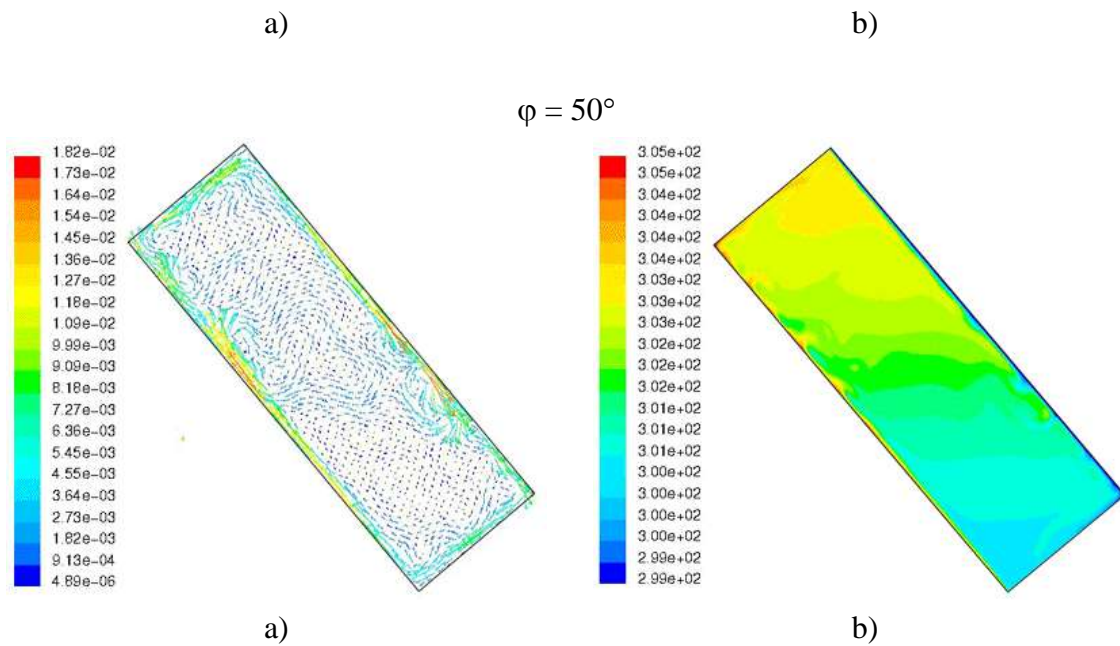 a) b)
φ = 50°
1.82e-02
1.73e-02
1.64e-02
1.54e-02
1.45e-02
1.36e-02
1.27e-02
1.18e-02
1.09e-02
9.99e-03
9.09e-03
8.18e-03
7.27e-03
6.36e-03
5.45e-03
4.55e-03
3.64e-03
2.73e-03
1.82e-03
9.13e-04
4.89e-06
3.05e+02
3.05e+02
3.04e+02
3.04e+02
3.04e+02
3.03e+02
3.03e+02
3.03e+02
3.02e+02
3.02e+02
3.02e+02
3.01e+02
3.01e+02
3.01e+02
3.00e+02
3.00e+02
3.00e+02
2.99e+02
2.99e+02
a) b)